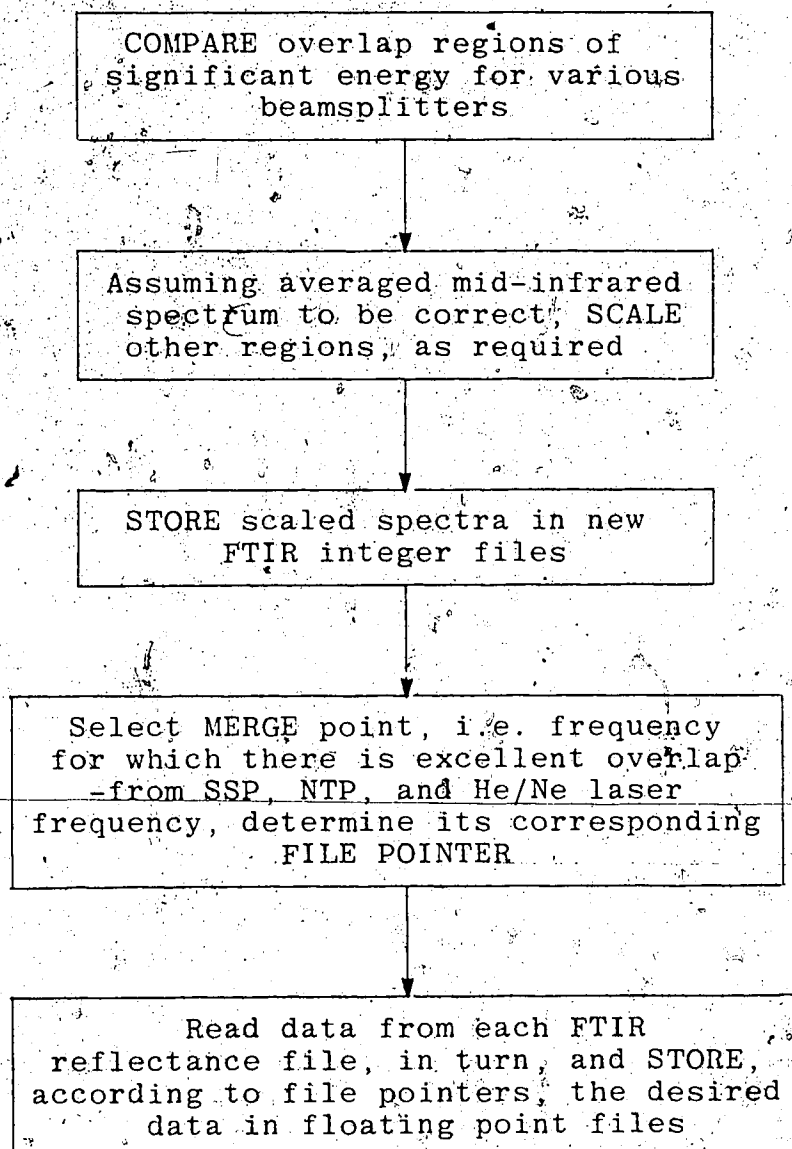 COMPARE overlap regions of
significant energy for various
beamsplitters
Assuming averaged mid-infrared
spectrum to be correct, SCALE
other regions, as required
STORE scaled spectra in new
FTIR integer files
Select MERGE point, i.e. frequency
for which there is excellent overlap
-from SSP, NTP, and He/Ne laser
frequency, determine its corresponding
FILE POINTER
Read data from each FTIR
reflectance file, in turn, and STORE,
according to file pointers, the desired
data in floating point files